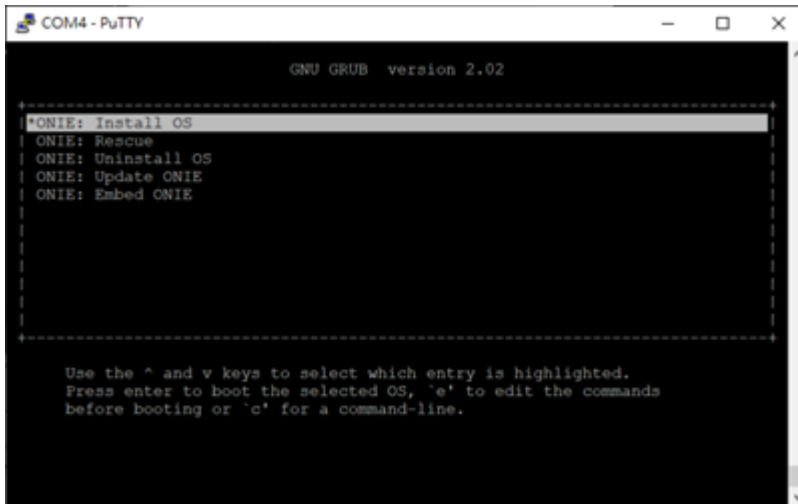 COM4 - PuTTY
GNU GRUB version 2.02
*ONIE: Install OS
ONIE: Rescue
ONIE: Uninstall OS
ONIE: Update ONIE
ONIE: Embed ONIE
Use the ^ and v keys to select which entry is highlighted.
Press enter to boot the selected OS, `e' to edit the commands
before booting or `c' for a command-line.